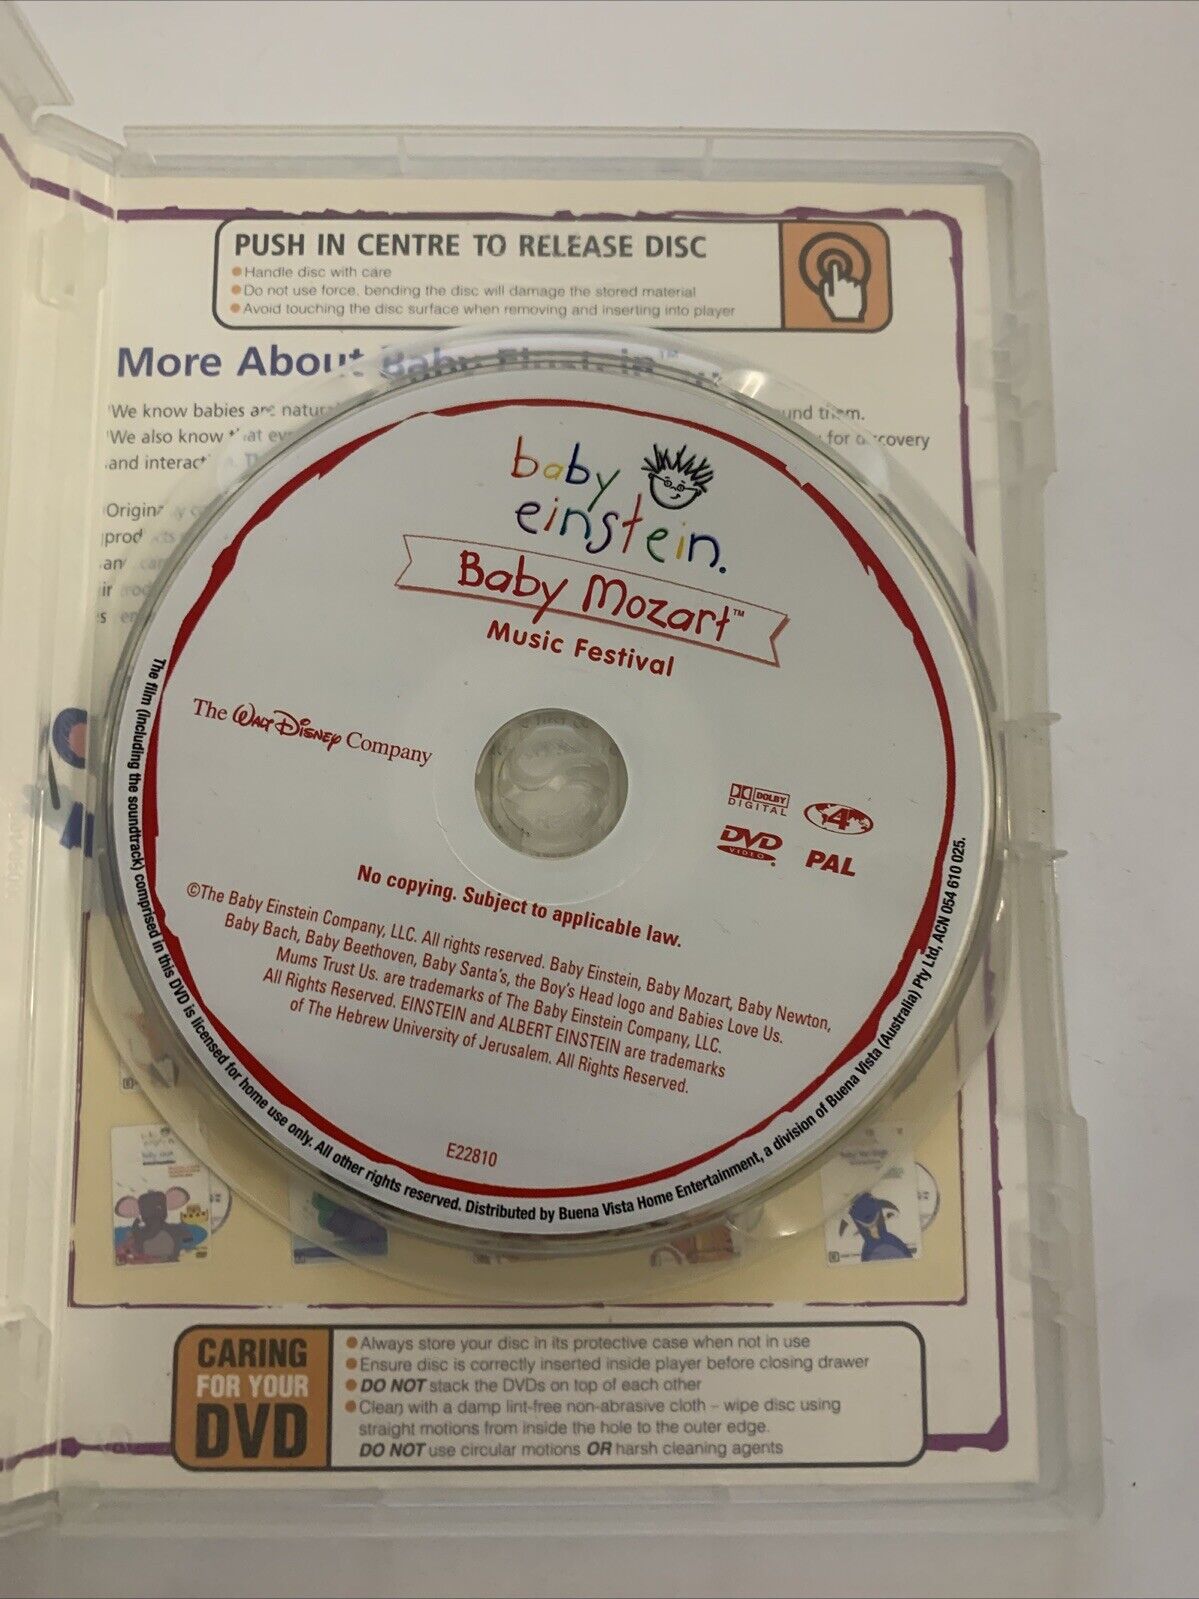 PUSH IN CENTRE TO RELEASE DISC
Handle disc with care
Do not use force, bending the disc will damage the stored material
Avoid touching the disc surface when removing and inserting into player
More About Baby Einstein™
We know babies are und them.
We also know for
and
baby
einstein.
Baby Mozart™
Music Festival
The WALT DISNEY Company
DOLBY
DIGITAL
4
DVD
VIDEO
PAL
No copying. Subject to applicable law.
©The Baby Einstein Company, LLC. All rights reserved. Baby Einstein, Baby Mozart, Baby Newton,
Baby Bach, Baby Beethoven, Baby Santa's, the Boy's Head logo and Babies Love Us.
Mums Trust Us. are trademarks of The Baby Einstein Company, LLC.
All Rights Reserved. EINSTEIN and ALBERT EINSTEIN are trademarks
of The Hebrew University of Jerusalem. All Rights Reserved.
E22810
The film (including the soundtrack) comprised in this DVD is licensed for home use only. All other rights reserved. Distributed by Buena Vista Home Entertainment, a division of Buena Vista (Australia) Pty Ltd, ACN 054 610 025.
CARING
FOR YOUR
DVD
Always store your disc in its protective case when not in use
Ensure disc is correctly inserted inside player before closing drawer
DO NOT stack the DVDs on top of each other
Clean with a damp lint-free non-abrasive cloth – wipe disc using
straight motions from inside the hole to the outer edge.
DO NOT use circular motions OR harsh cleaning agents